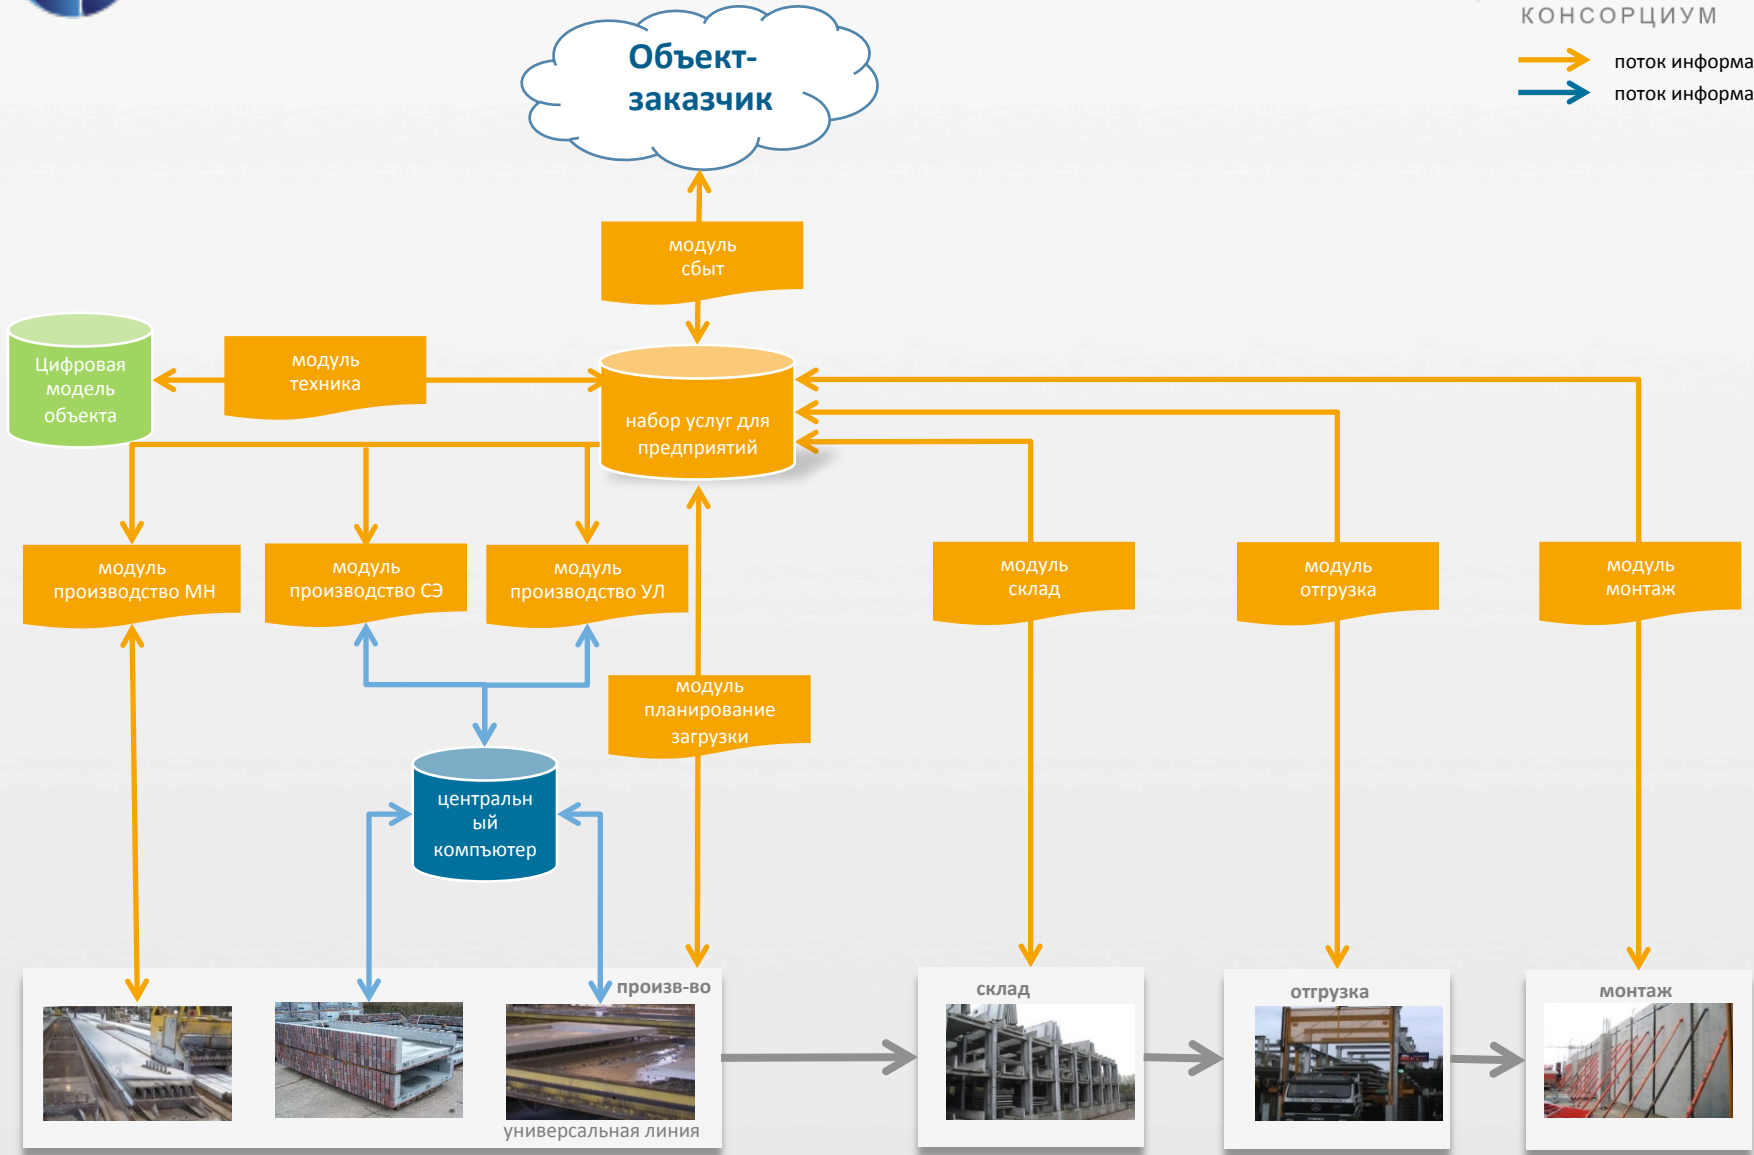 КОНСОРЦИУМ
поток информа
поток информа
Объект-
заказчик
модуль
сбыт
Цифровая
модель
объекта
модуль
техника
набор услуг для
предприятий
модуль
производство МН
модуль
производство СЭ
модуль
производство УЛ
модуль
склад
модуль
отгрузка
модуль
монтаж
модуль
планирование
загрузки
центральн
ый
компъютер
произв-во
склад
отгрузка
монтаж
универсальная линия